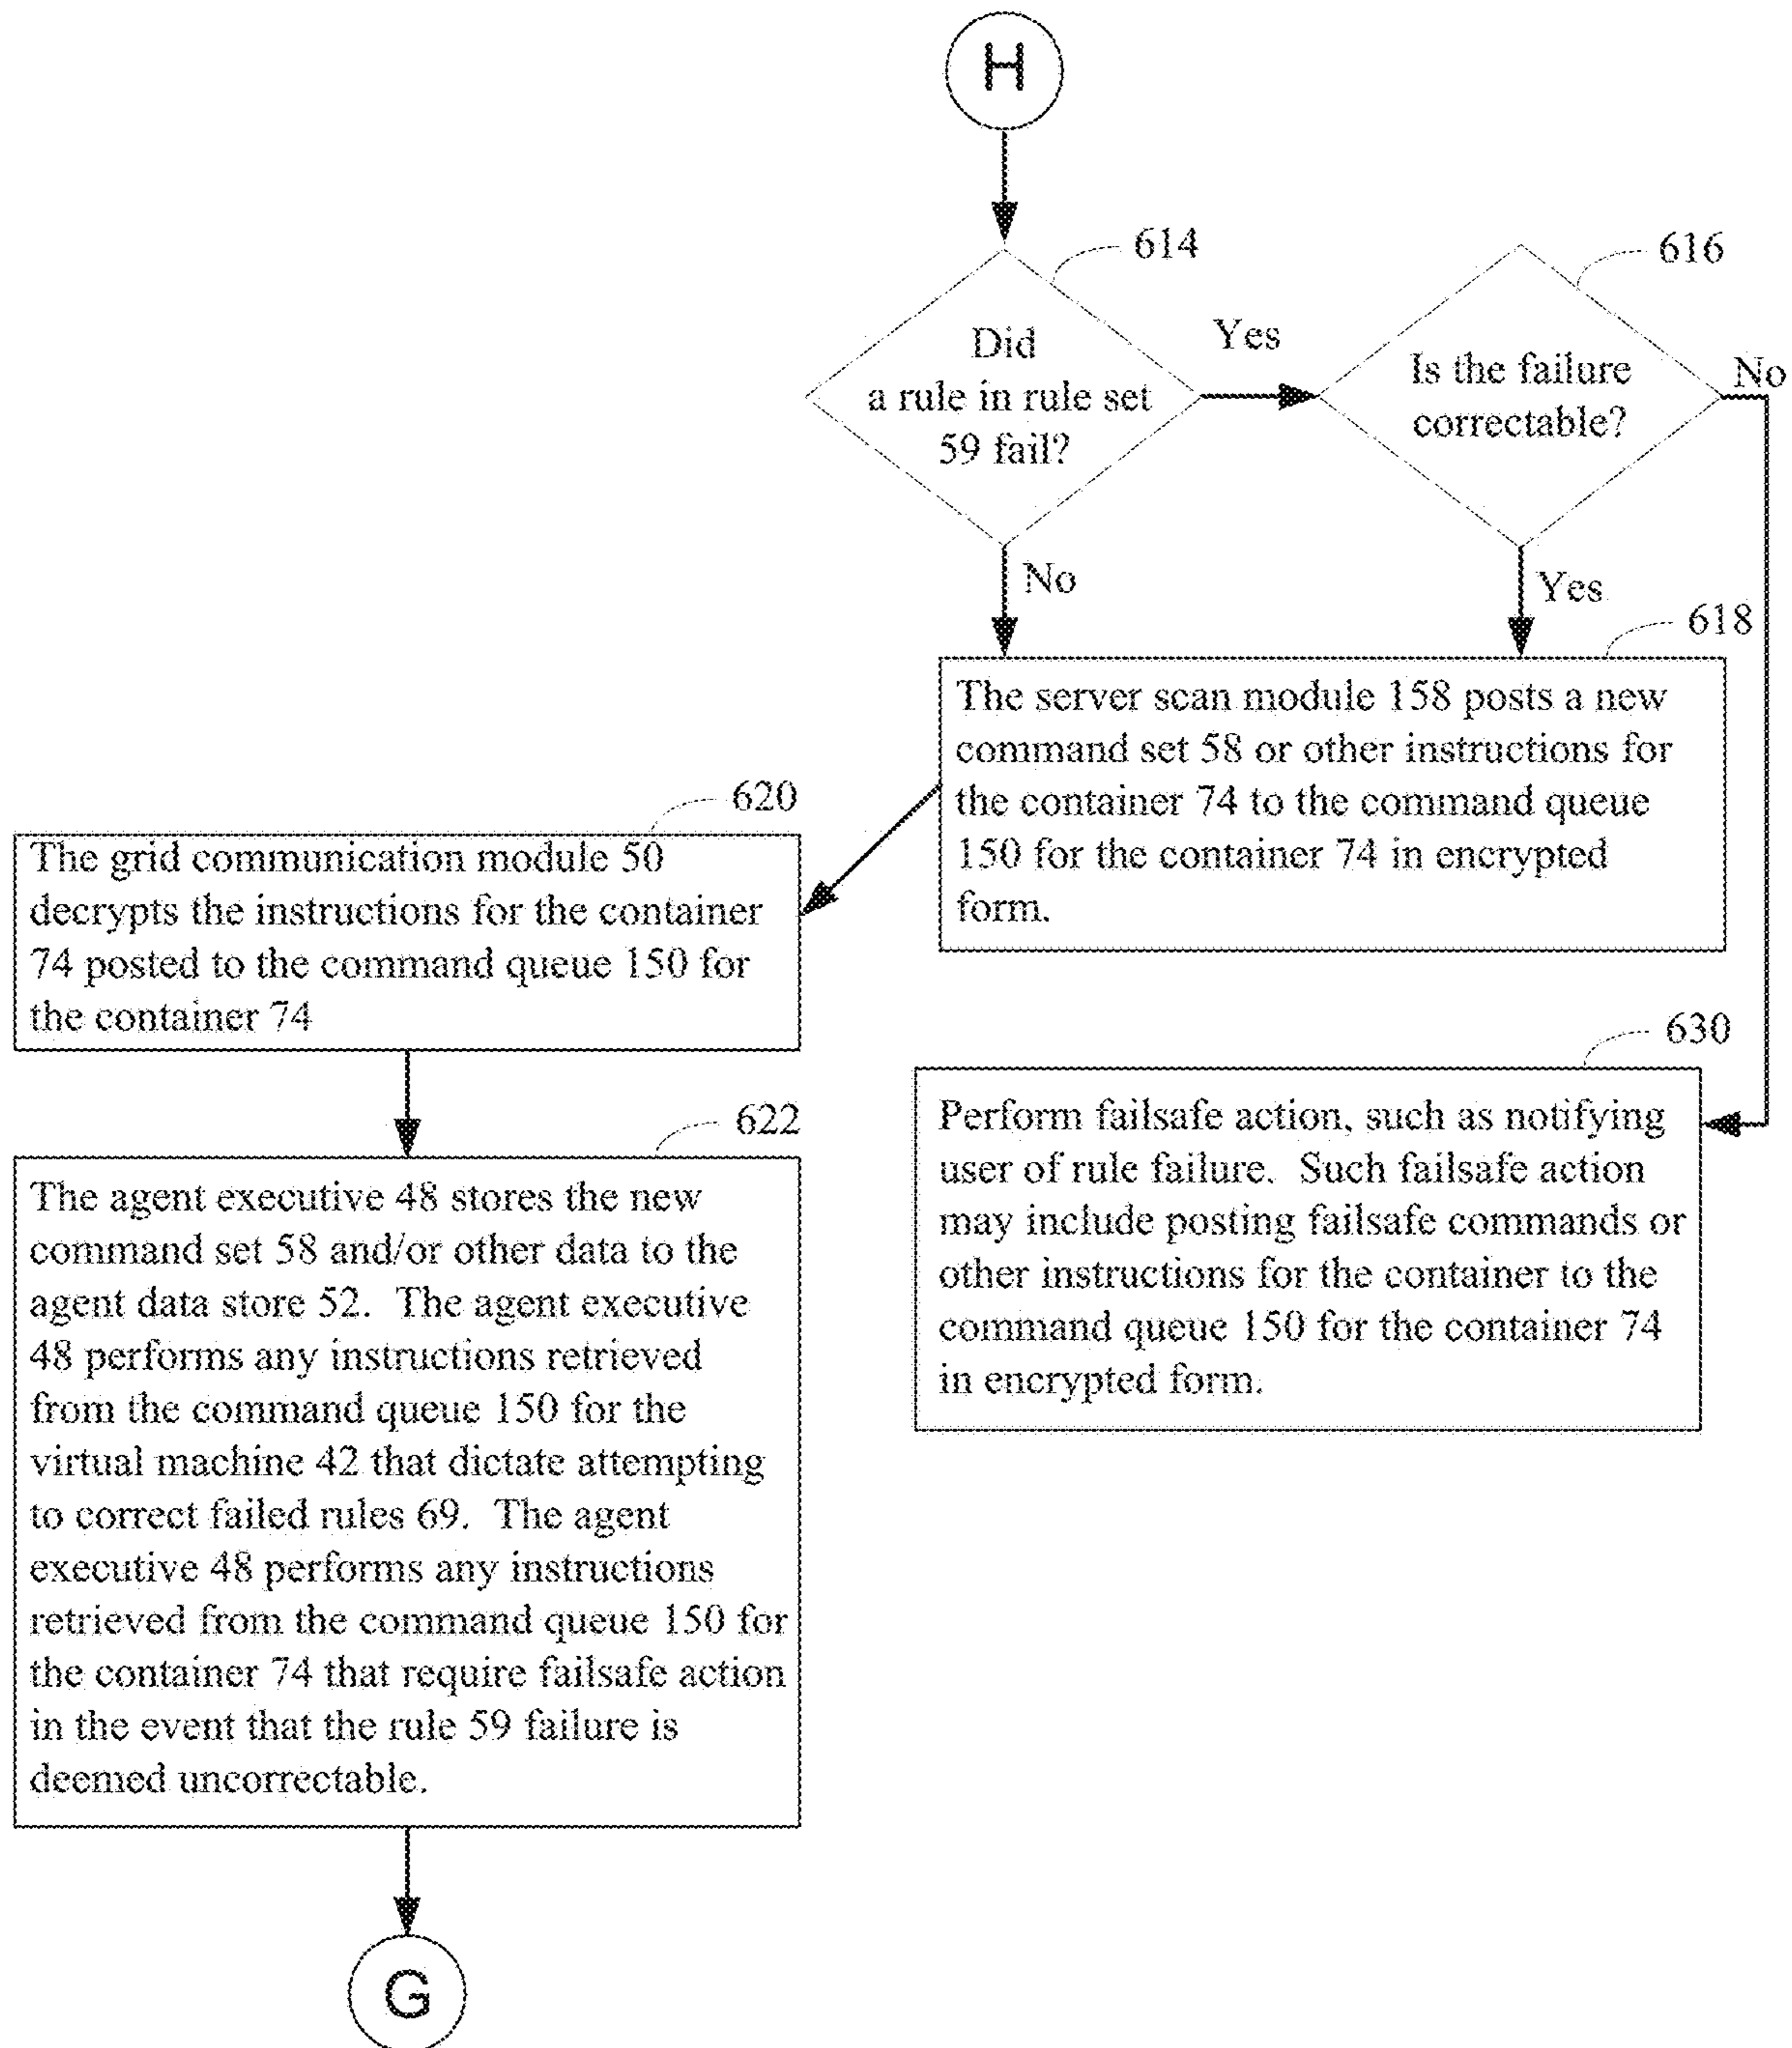 H
614
Did
a rule in rule set
59 fail?
Yes
616
Is the failure
correctable?
No
No
Yes
618
The server scan module 158 posts a new
command set 58 or other instructions for
the container 74 to the command queue
150 for the container 74 in encrypted
form.
620
The grid communication module 50
decrypts the instructions for the container
74 posted to the command queue 150 for
the container 74
622
The agent executive 48 stores the new
command set 58 and/or other data to the
agent data store 52.  The agent executive
48 performs any instructions retrieved
from the command queue 150 for the
virtual machine 42 that dictate attempting
to correct failed rules 69.  The agent
executive 48 performs any instructions
retrieved from the command queue 150 for
the container 74 that require failsafe action
in the event that the rule 59 failure is
deemed uncorrectable.
630
Perform failsafe action, such as notifying
user of rule failure.  Such failsafe action
may include posting failsafe commands or
other instructions for the container to the
command queue 150 for the container 74
in encrypted form.
G